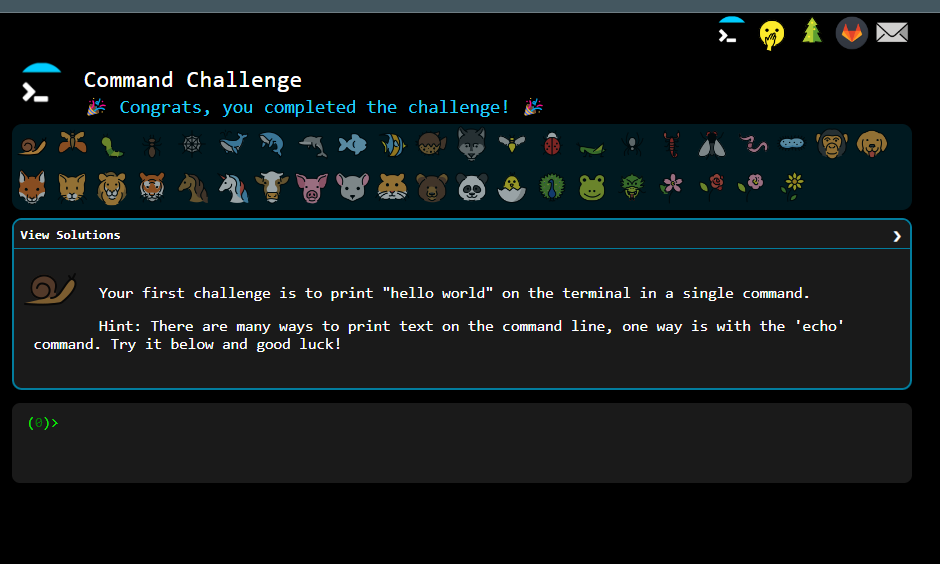 Command Challenge
🎉 Congrats, you completed the challenge! 🎉
View Solutions ❯
Your first challenge is to print "hello world" on the terminal in a single command.
Hint: There are many ways to print text on the command line, one way is with the 'echo'
command. Try it below and good luck!
(0)>